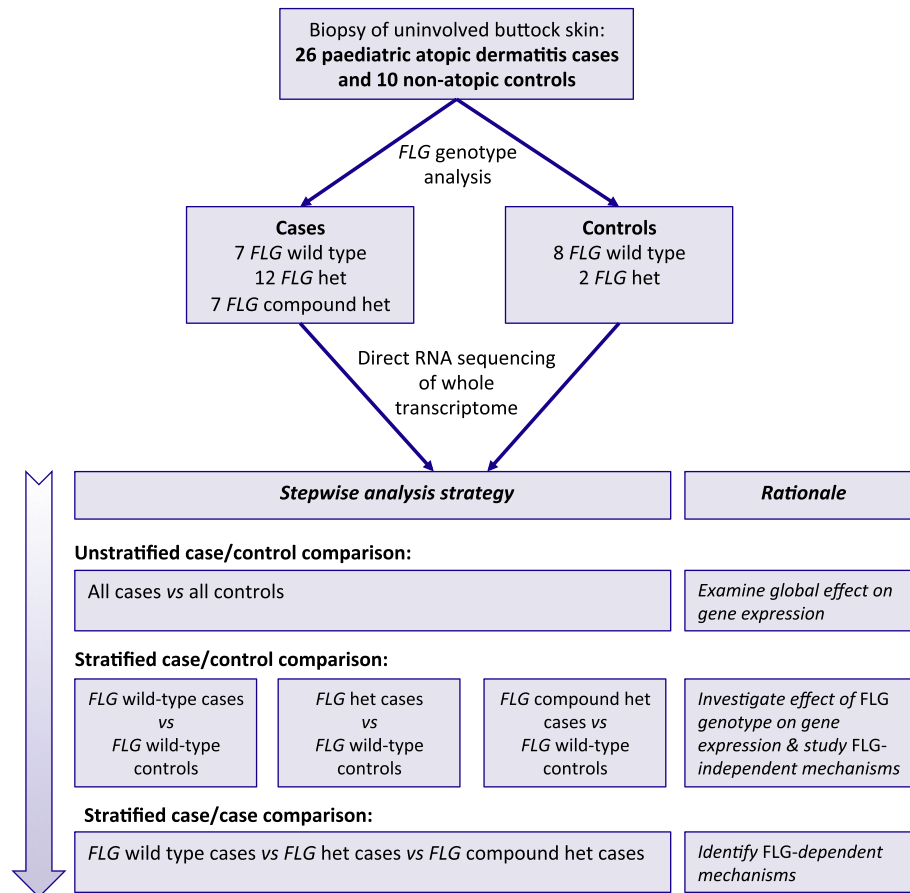 Biopsy of uninvolved buttock skin:
26 paediatric atopic dermatitis cases
and 10 non-atopic controls
FLG genotype
analysis
Cases
7 FLG wild type
12 FLG het
7 FLG compound het
Controls
8 FLG wild type
2 FLG het
Direct RNA sequencing
of whole
transcriptome
Stepwise analysis strategy
Rationale
Unstratified case/control comparison:
All cases vs all controls
Examine global effect on
gene expression
Stratified case/control comparison:
FLG wild-type cases
vs
FLG wild-type
controls
FLG het cases
vs
FLG wild-type
controls
FLG compound het
cases vs
FLG wild-type
controls
Investigate effect of FLG
genotype on gene
expression & study FLG-
independent mechanisms
Stratified case/case comparison:
FLG wild type cases vs FLG het cases vs FLG compound het cases
Identify FLG-dependent
mechanisms